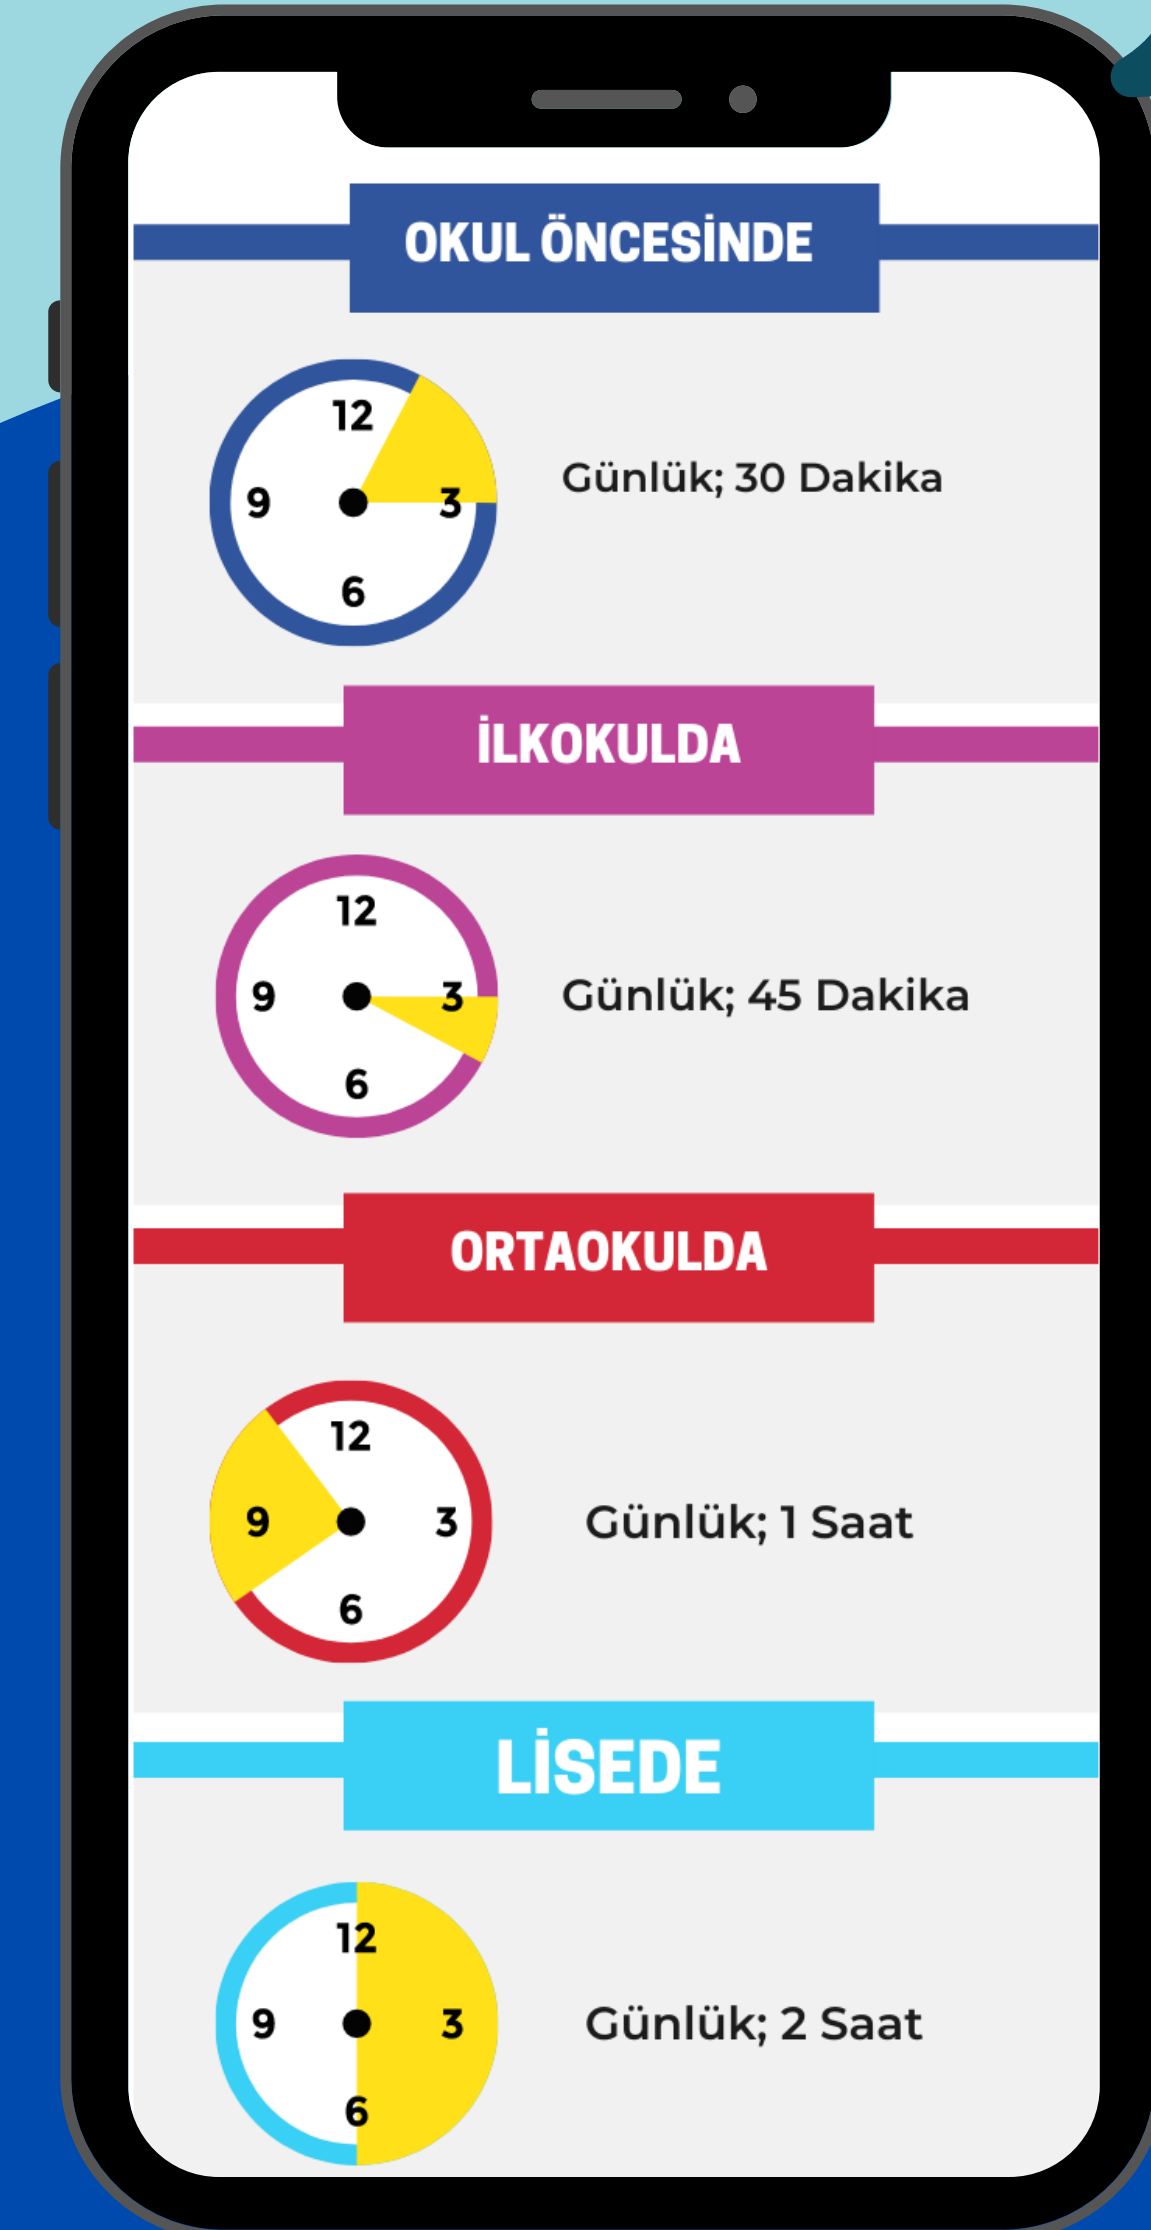 OKUL ÖNCESİNDE
12
9
3
6
Günlük; 30 Dakika
İLKOKULDA
12
9
3
6
Günlük; 45 Dakika
ORTAOKULDA
12
9
3
6
Günlük; 1 Saat
LİSEDE
12
9
3
6
Günlük; 2 Saat